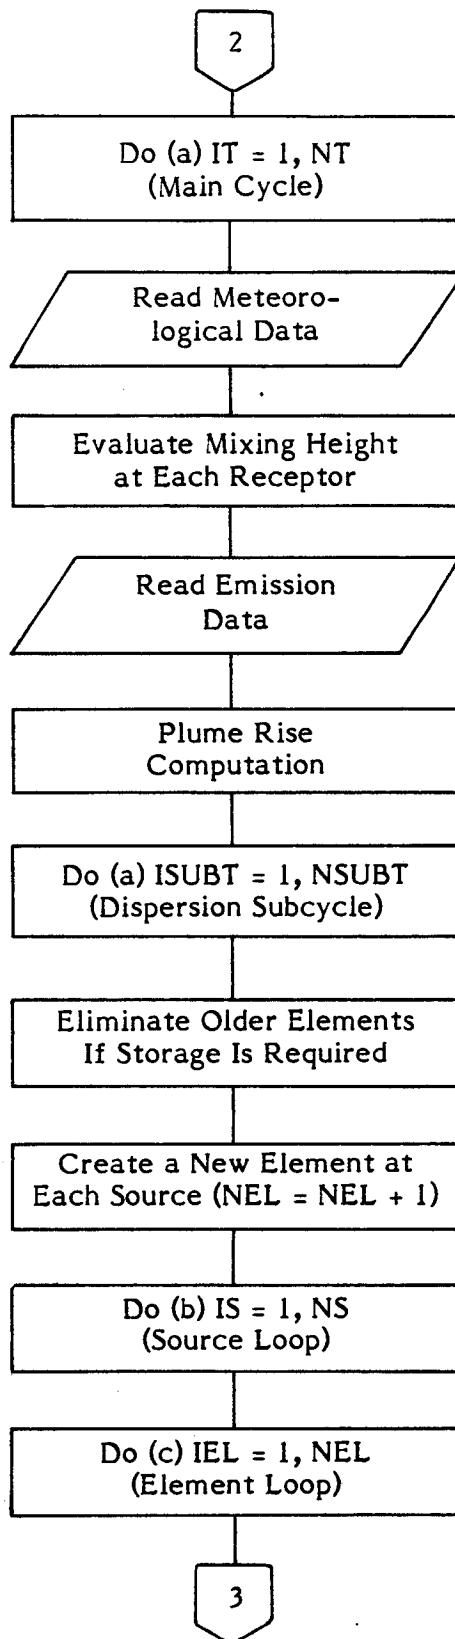 2
Do (a) IT = 1, NT
(Main Cycle)
Read Meteoro-
logical Data
Evaluate Mixing Height
at Each Receptor
Read Emission
Data
Plume Rise
Computation
Do (a) ISUBT = 1, NSUBT
(Dispersion Subcycle)
Eliminate Older Elements
If Storage Is Required
Create a New Element at
Each Source (NEL = NEL + 1)
Do (b) IS = 1, NS
(Source Loop)
Do (c) IEL = 1, NEL
(Element Loop)
3